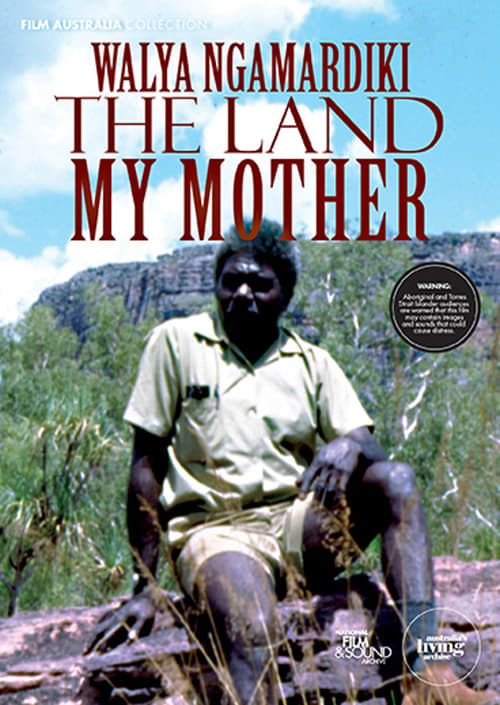 FILM AUSTRALIA COLLECTION
WALYA NGAMARDIKI
THE LAND
MY MOTHER
WARNING:
Aboriginal and Torres
Strait Islander audiences
are warned that this film
may contain images
and sounds that could
cause distress.
NATIONAL
FILM
&SOUND
ARCHIVE
australia's
living
archive